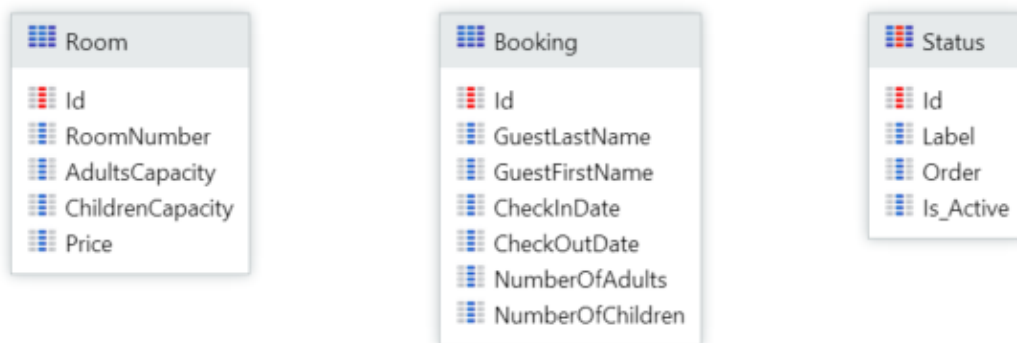 Room
Id
RoomNumber
AdultsCapacity
ChildrenCapacity
Price
Booking
Id
GuestLastName
GuestFirstName
CheckInDate
CheckOutDate
NumberOfAdults
NumberOfChildren
Status
Id
Label
Order
Is_Active